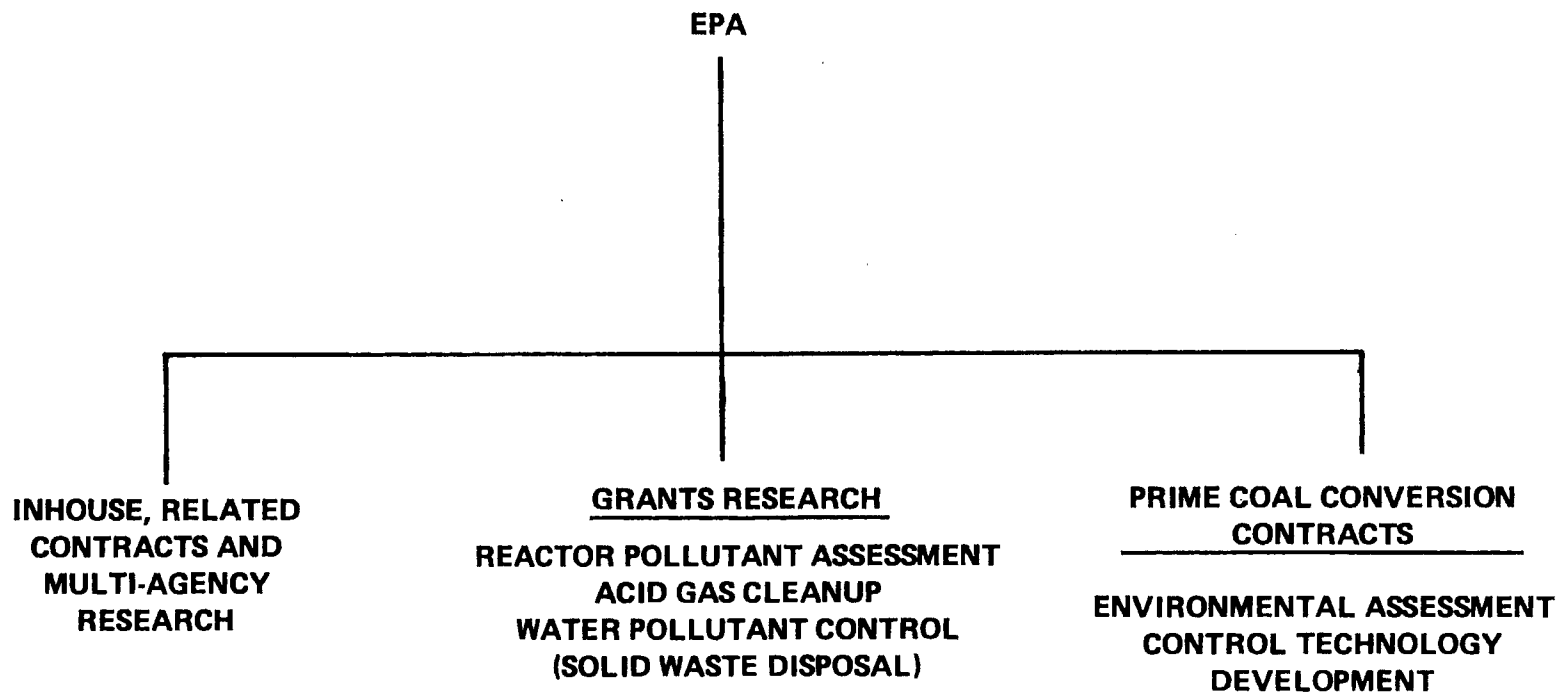 EPA
INHOUSE, RELATED
CONTRACTS AND
MULTI-AGENCY
RESEARCH
GRANTS RESEARCH
REACTOR POLLUTANT ASSESSMENT
ACID GAS CLEANUP
WATER POLLUTANT CONTROL
(SOLID WASTE DISPOSAL)
PRIME COAL CONVERSION
CONTRACTS
ENVIRONMENTAL ASSESSMENT
CONTROL TECHNOLOGY
DEVELOPMENT